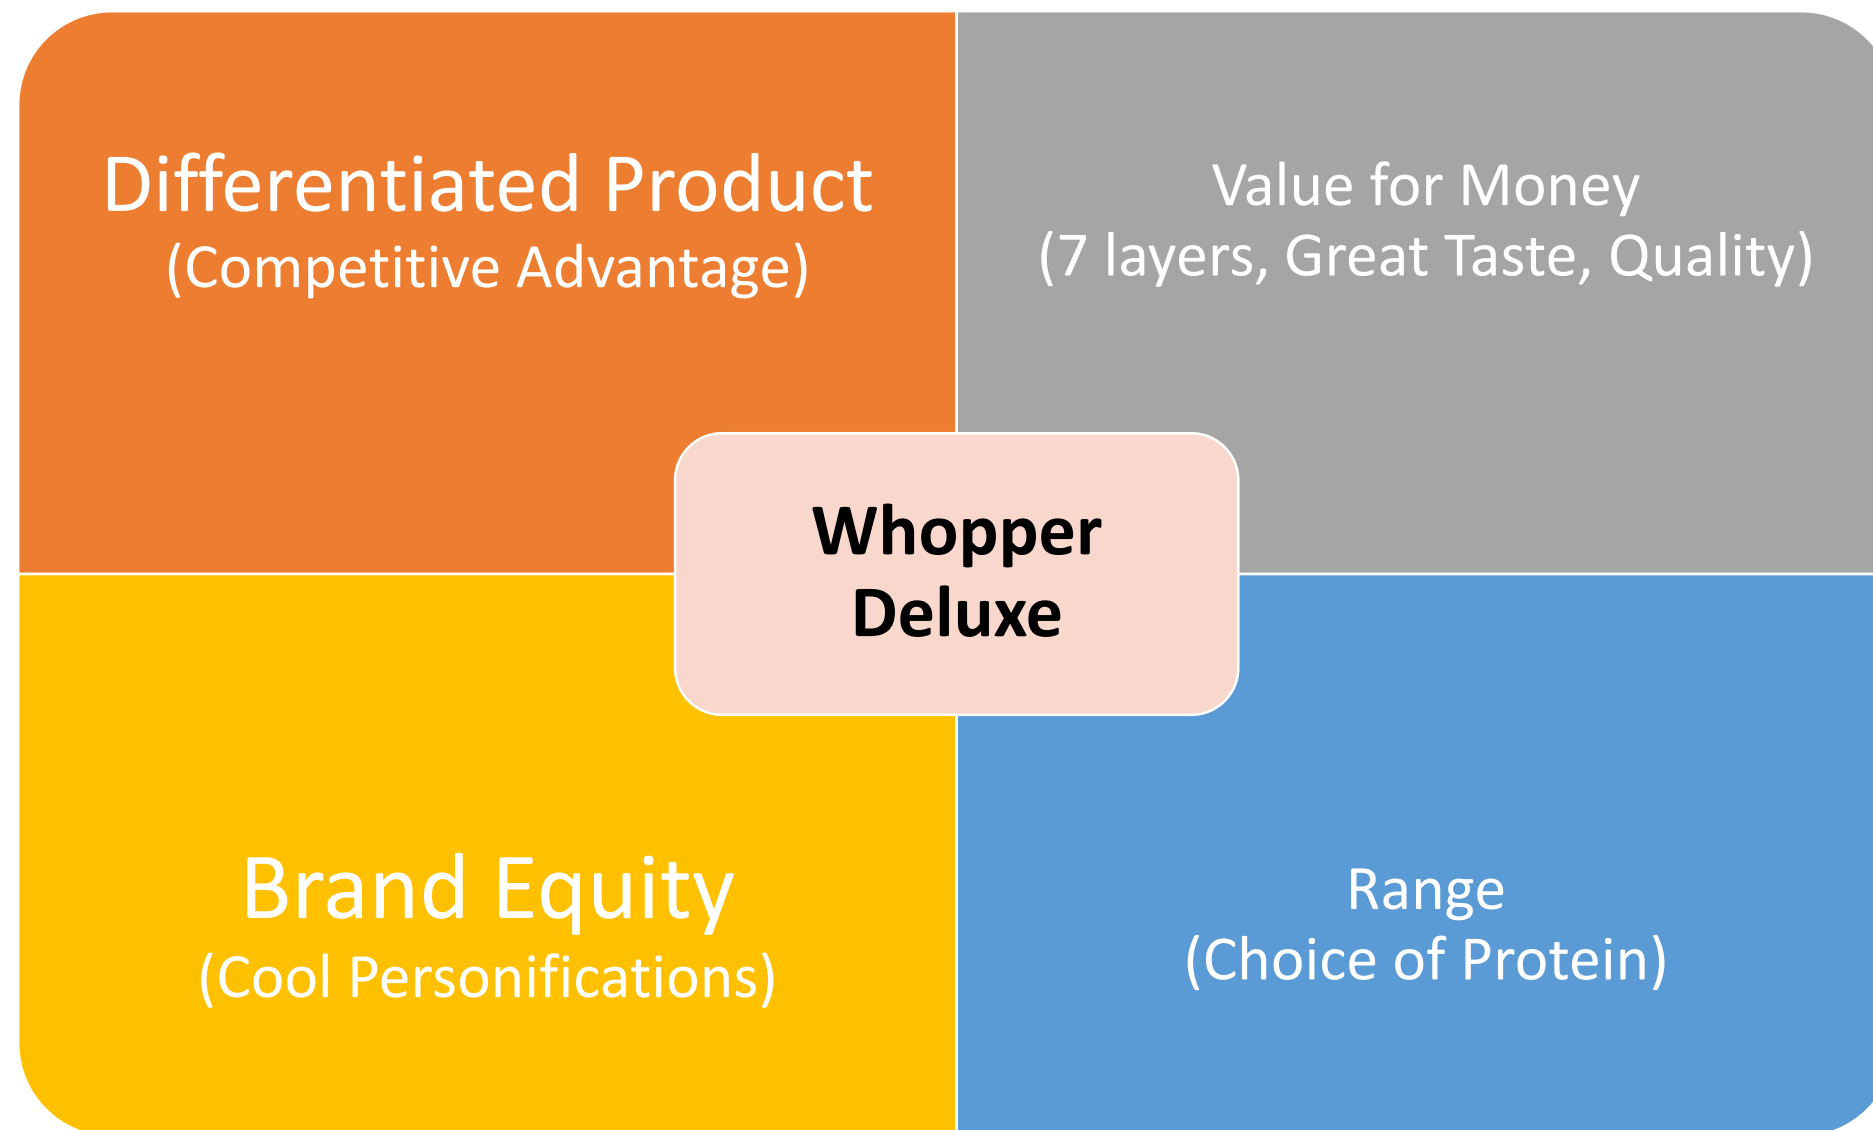 Differentiated Product
(Competitive Advantage)
Value for Money
(7 layers, Great Taste, Quality)
Whopper
Deluxe
Brand Equity
(Cool Personifications)
Range
(Choice of Protein)